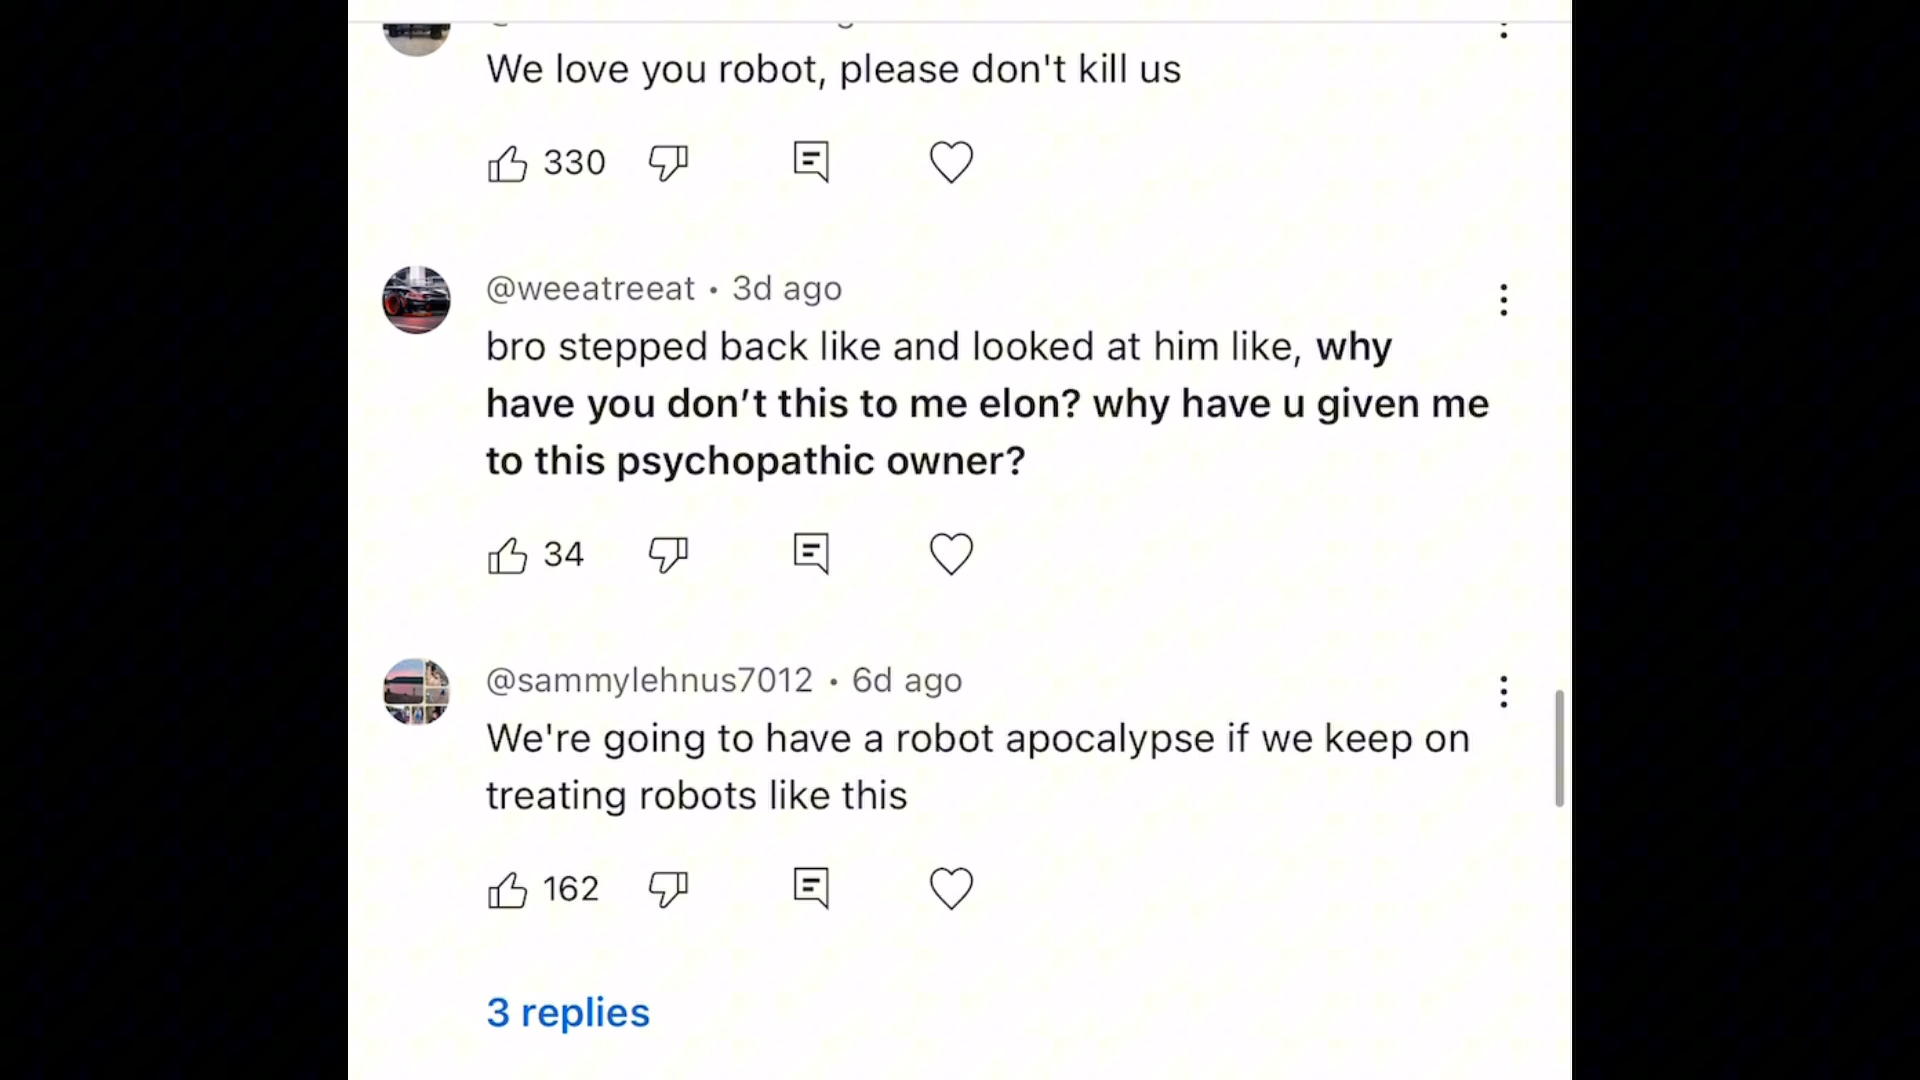 We love you robot, please don't kill us
330
@weeatreeat • 3d ago
bro stepped back like and looked at him like, why
have you don’t this to me elon? why have u given me
to this psychopathic owner?
34
@sammylehnus7012 • 6d ago
We're going to have a robot apocalypse if we keep on
treating robots like this
162
3 replies